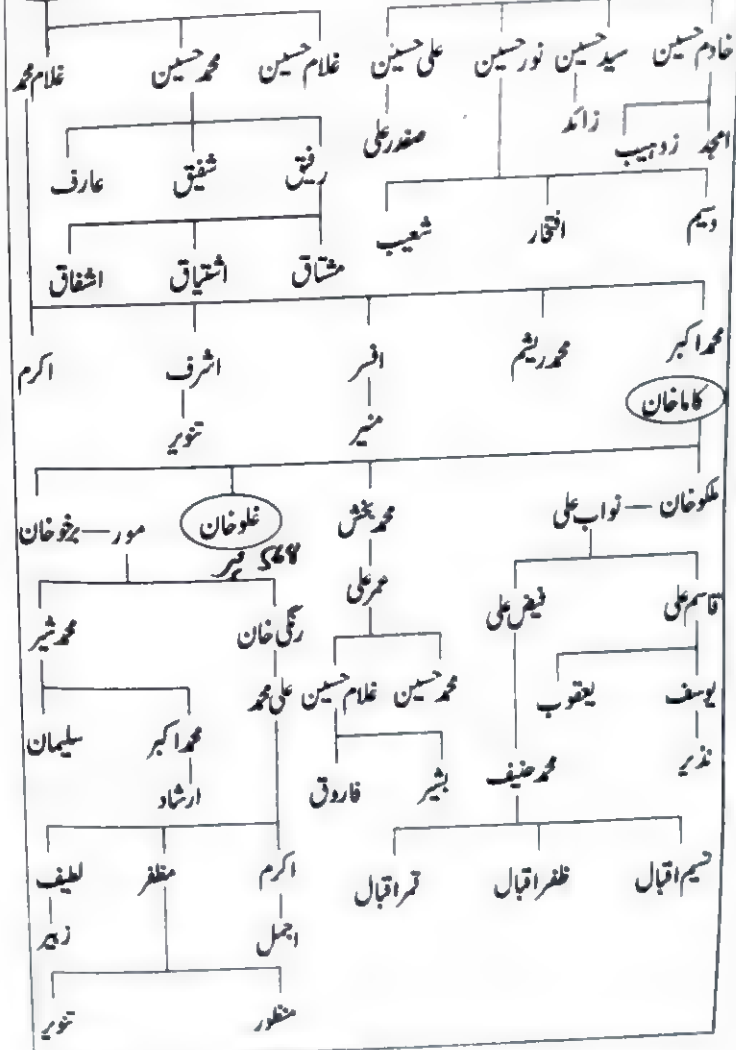 خادم حسین سید حسین نور حسین علی حسین غلام حسین محمد حسین غلام محمد
امجد زوہیب زائد صفدر علی رفیق شفیق عارف
وسیم افتخار شعیب
مشتاق اشتیاق اشفاق
محمد اکبر محمد ریشم افسر اشرف اکرم
کاماخان منیر تنویر
ملکوخان — نواب علی محمد بخش غلوخان مور — برخوخان
قاسم علی فیض علی عمر علی رنگی خان محمد شیر
یوسف یعقوب محمد حسین غلام حسین علی محمد
نذیر محمد حنیف بشیر فاروق محمد اکبر سلیمان
ارشاد
نسیم اقبال ظفر اقبال قمر اقبال اکرم مظفر لطیف
اجمل زبیر
منظور تنویر